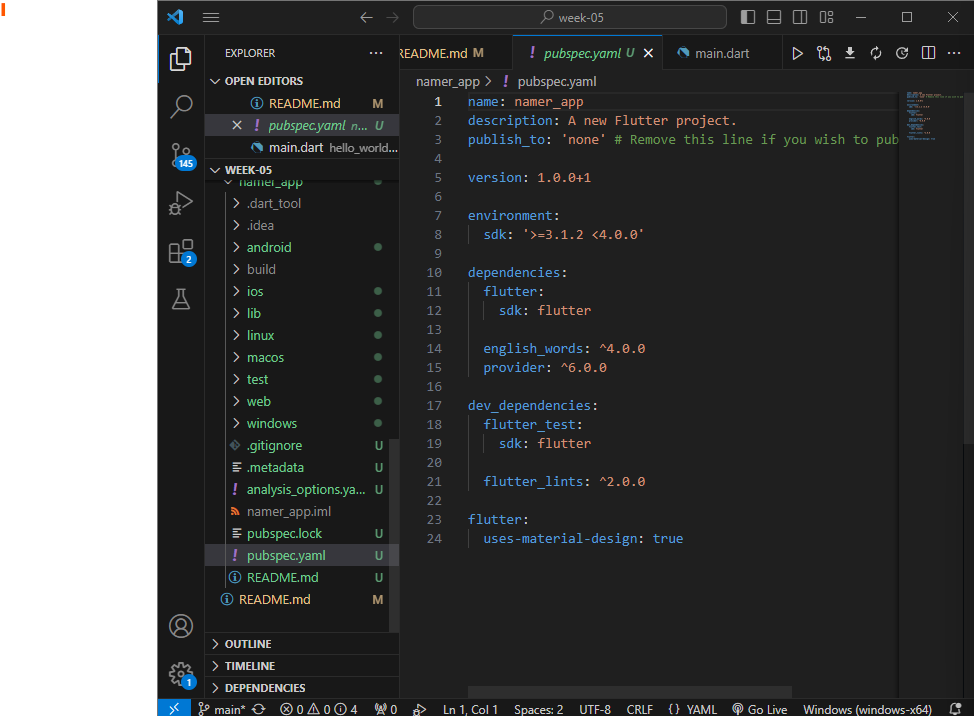 week-05
EXPLORER
OPEN EDITORS
README.md M
pubspec.yaml n... U
main.dart hello_world...
WEEK-05
namer_app
.dart_tool
.idea
android
build
ios
lib
linux
macos
test
web
windows
.gitignore U
.metadata U
analysis_options.ya... U
namer_app.iml
pubspec.lock U
pubspec.yaml U
README.md U
README.md M
OUTLINE
TIMELINE
DEPENDENCIES
145
2
1
README.md M
pubspec.yaml U
main.dart
namer_app > pubspec.yaml
1 name: namer_app
2 description: A new Flutter project.
3 publish_to: 'none' # Remove this line if you wish to pub
4
5 version: 1.0.0+1
6
7 environment:
8 sdk: '>=3.1.2 <4.0.0'
9
10 dependencies:
11 flutter:
12 sdk: flutter
13
14 english_words: ^4.0.0
15 provider: ^6.0.0
16
17 dev_dependencies:
18 flutter_test:
19 sdk: flutter
20
21 flutter_lints: ^2.0.0
22
23 flutter:
24 uses-material-design: true
main* 0 0 4 0 Ln 1, Col 1 Spaces: 2 UTF-8 CRLF {} YAML Go Live Windows (windows-x64)